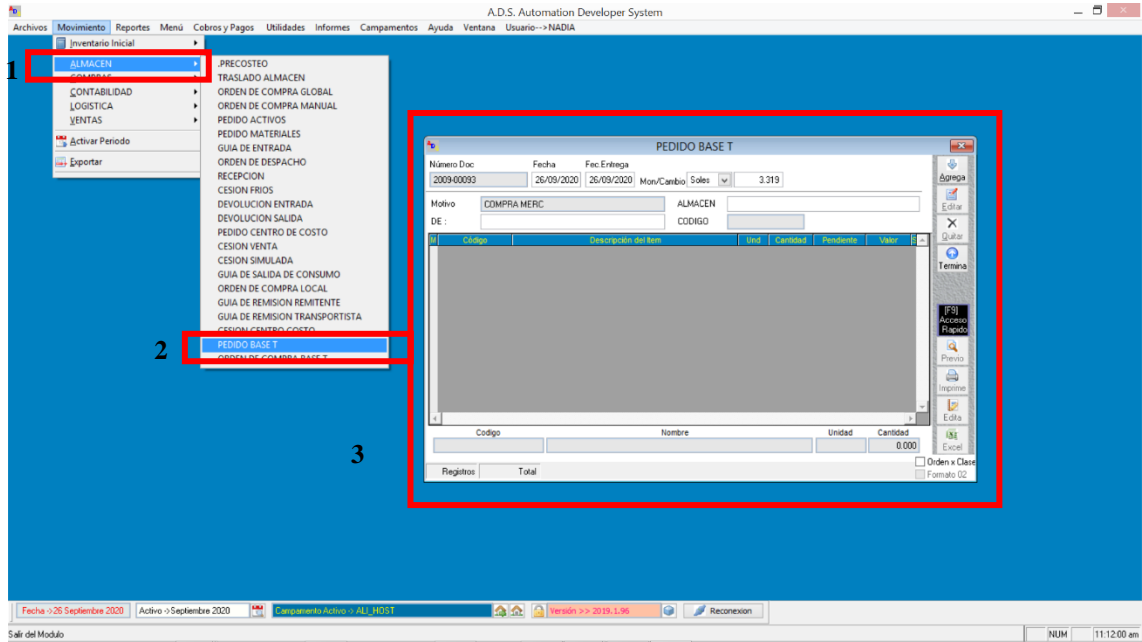 A.D.S. Automation Developer System
Archivos Movimiento Reportes Menú Cobros y Pagos Utilidades Informes Campamentos Ayuda Ventana Usuario-->NADIA
Inventario Inicial
1
ALMACEN
COMPRAS
CONTABILIDAD
LOGISTICA
VENTAS
Activar Periodo
Exportar
.PRECOSTEO
TRASLADO ALMACEN
ORDEN DE COMPRA GLOBAL
ORDEN DE COMPRA MANUAL
PEDIDO ACTIVOS
PEDIDO MATERIALES
GUIA DE ENTRADA
ORDEN DE DESPACHO
RECEPCION
CESION FRIOS
DEVOLUCION ENTRADA
DEVOLUCION SALIDA
PEDIDO CENTRO DE COSTO
CESION VENTA
CESION SIMULADA
GUIA DE SALIDA DE CONSUMO
ORDEN DE COMPRA LOCAL
GUIA DE REMISION REMITENTE
GUIA DE REMISION TRANSPORTISTA
CESION CENTRO COSTO
2
PEDIDO BASE T
ORDEN DE COMPRA BASE T
3
PEDIDO BASE T
Número Doc Fecha Fec.Entrega
2009-00093 26/09/2020 26/09/2020 Mon/Cambio Soles 3.319
Motivo COMPRA MERC ALMACEN
DE : CODIGO
M Código Descripción del Item Und Cantidad Pendiente Valor S
Codigo Nombre Unidad Cantidad
0.000
Registros Total
Agrega
Editar
Quitar
Termina
[F9]
Acceso
Rapido
Previo
Imprime
Edita
Excel
Orden x Clase
Formato 02
Fecha ->26 Septiembre 2020 Activo ->Septiembre 2020 Campamento Activo -> ALI_HOST Versión >> 2019.1.96 Reconexion
Salir del Modulo NUM 11:12:00 am